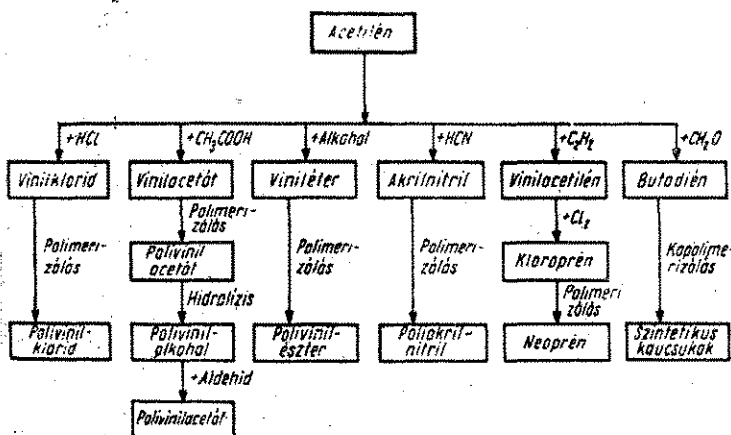 Acetilén
+HCl
+CH3COOH
+Alkohol
+HCN
+C2H2
+CH2O
Vinilklorid
Vinilacetát
Viniléter
Akrilnitril
Vinilacetilén
Butadién
Polimeri-
zálás
+Cl2
Polimeri-
zálás
Polimeri-
zálás
Polimeri-
zálás
Kopolime-
rizálás
Polivinil
acetát
Kloroprén
Hidrolízis
Polimeri
zálás
Polivinil-
klorid
Polivinil-
alkohol
Polivinil-
észter
Poliakril-
nitril
Neoprén
Szintetikus
kaucsukok
+Aldehid
Polivinilacetát